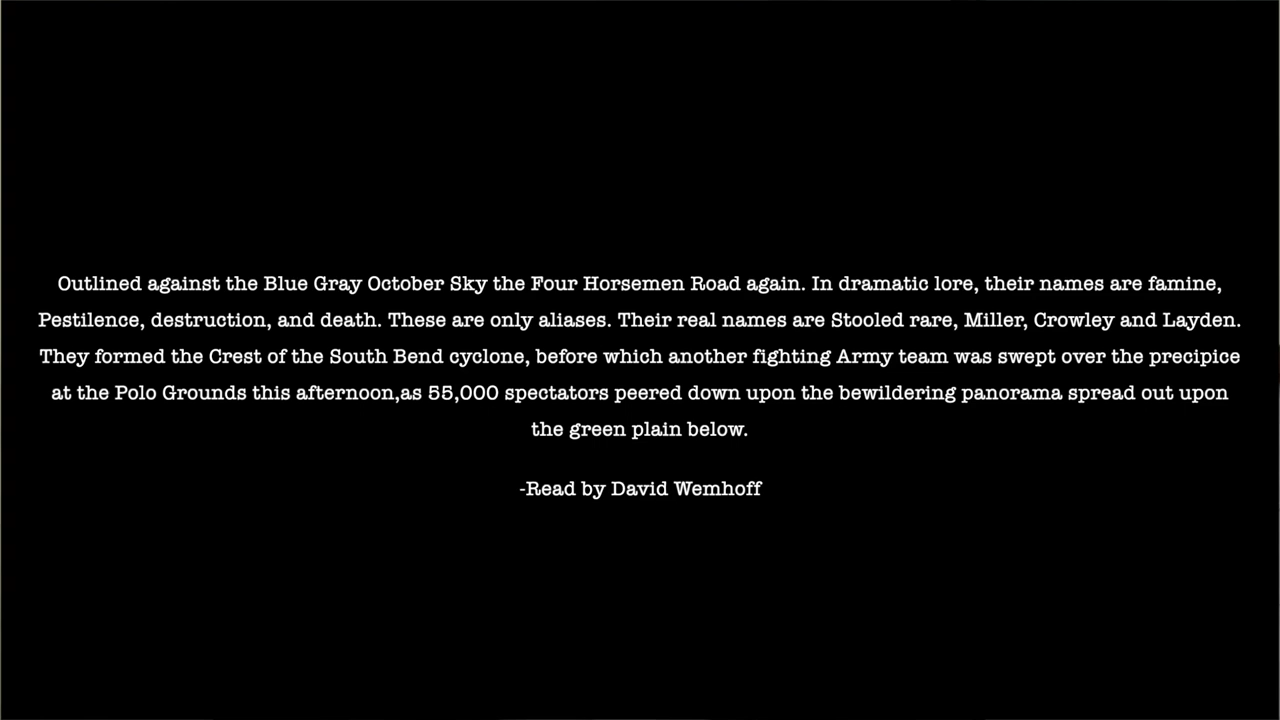 Outlined against the Blue Gray October Sky the Four Horsemen Road again. In dramatic lore, their names are famine,
Pestilence, destruction, and death. These are only aliases. Their real names are Stooled rare, Miller, Crowley and Layden.
They formed the Crest of the South Bend cyclone, before which another fighting Army team was swept over the precipice
at the Polo Grounds this afternoon,as 55,000 spectators peered down upon the bewildering panorama spread out upon
the green plain below.
-Read by David Wemhoff